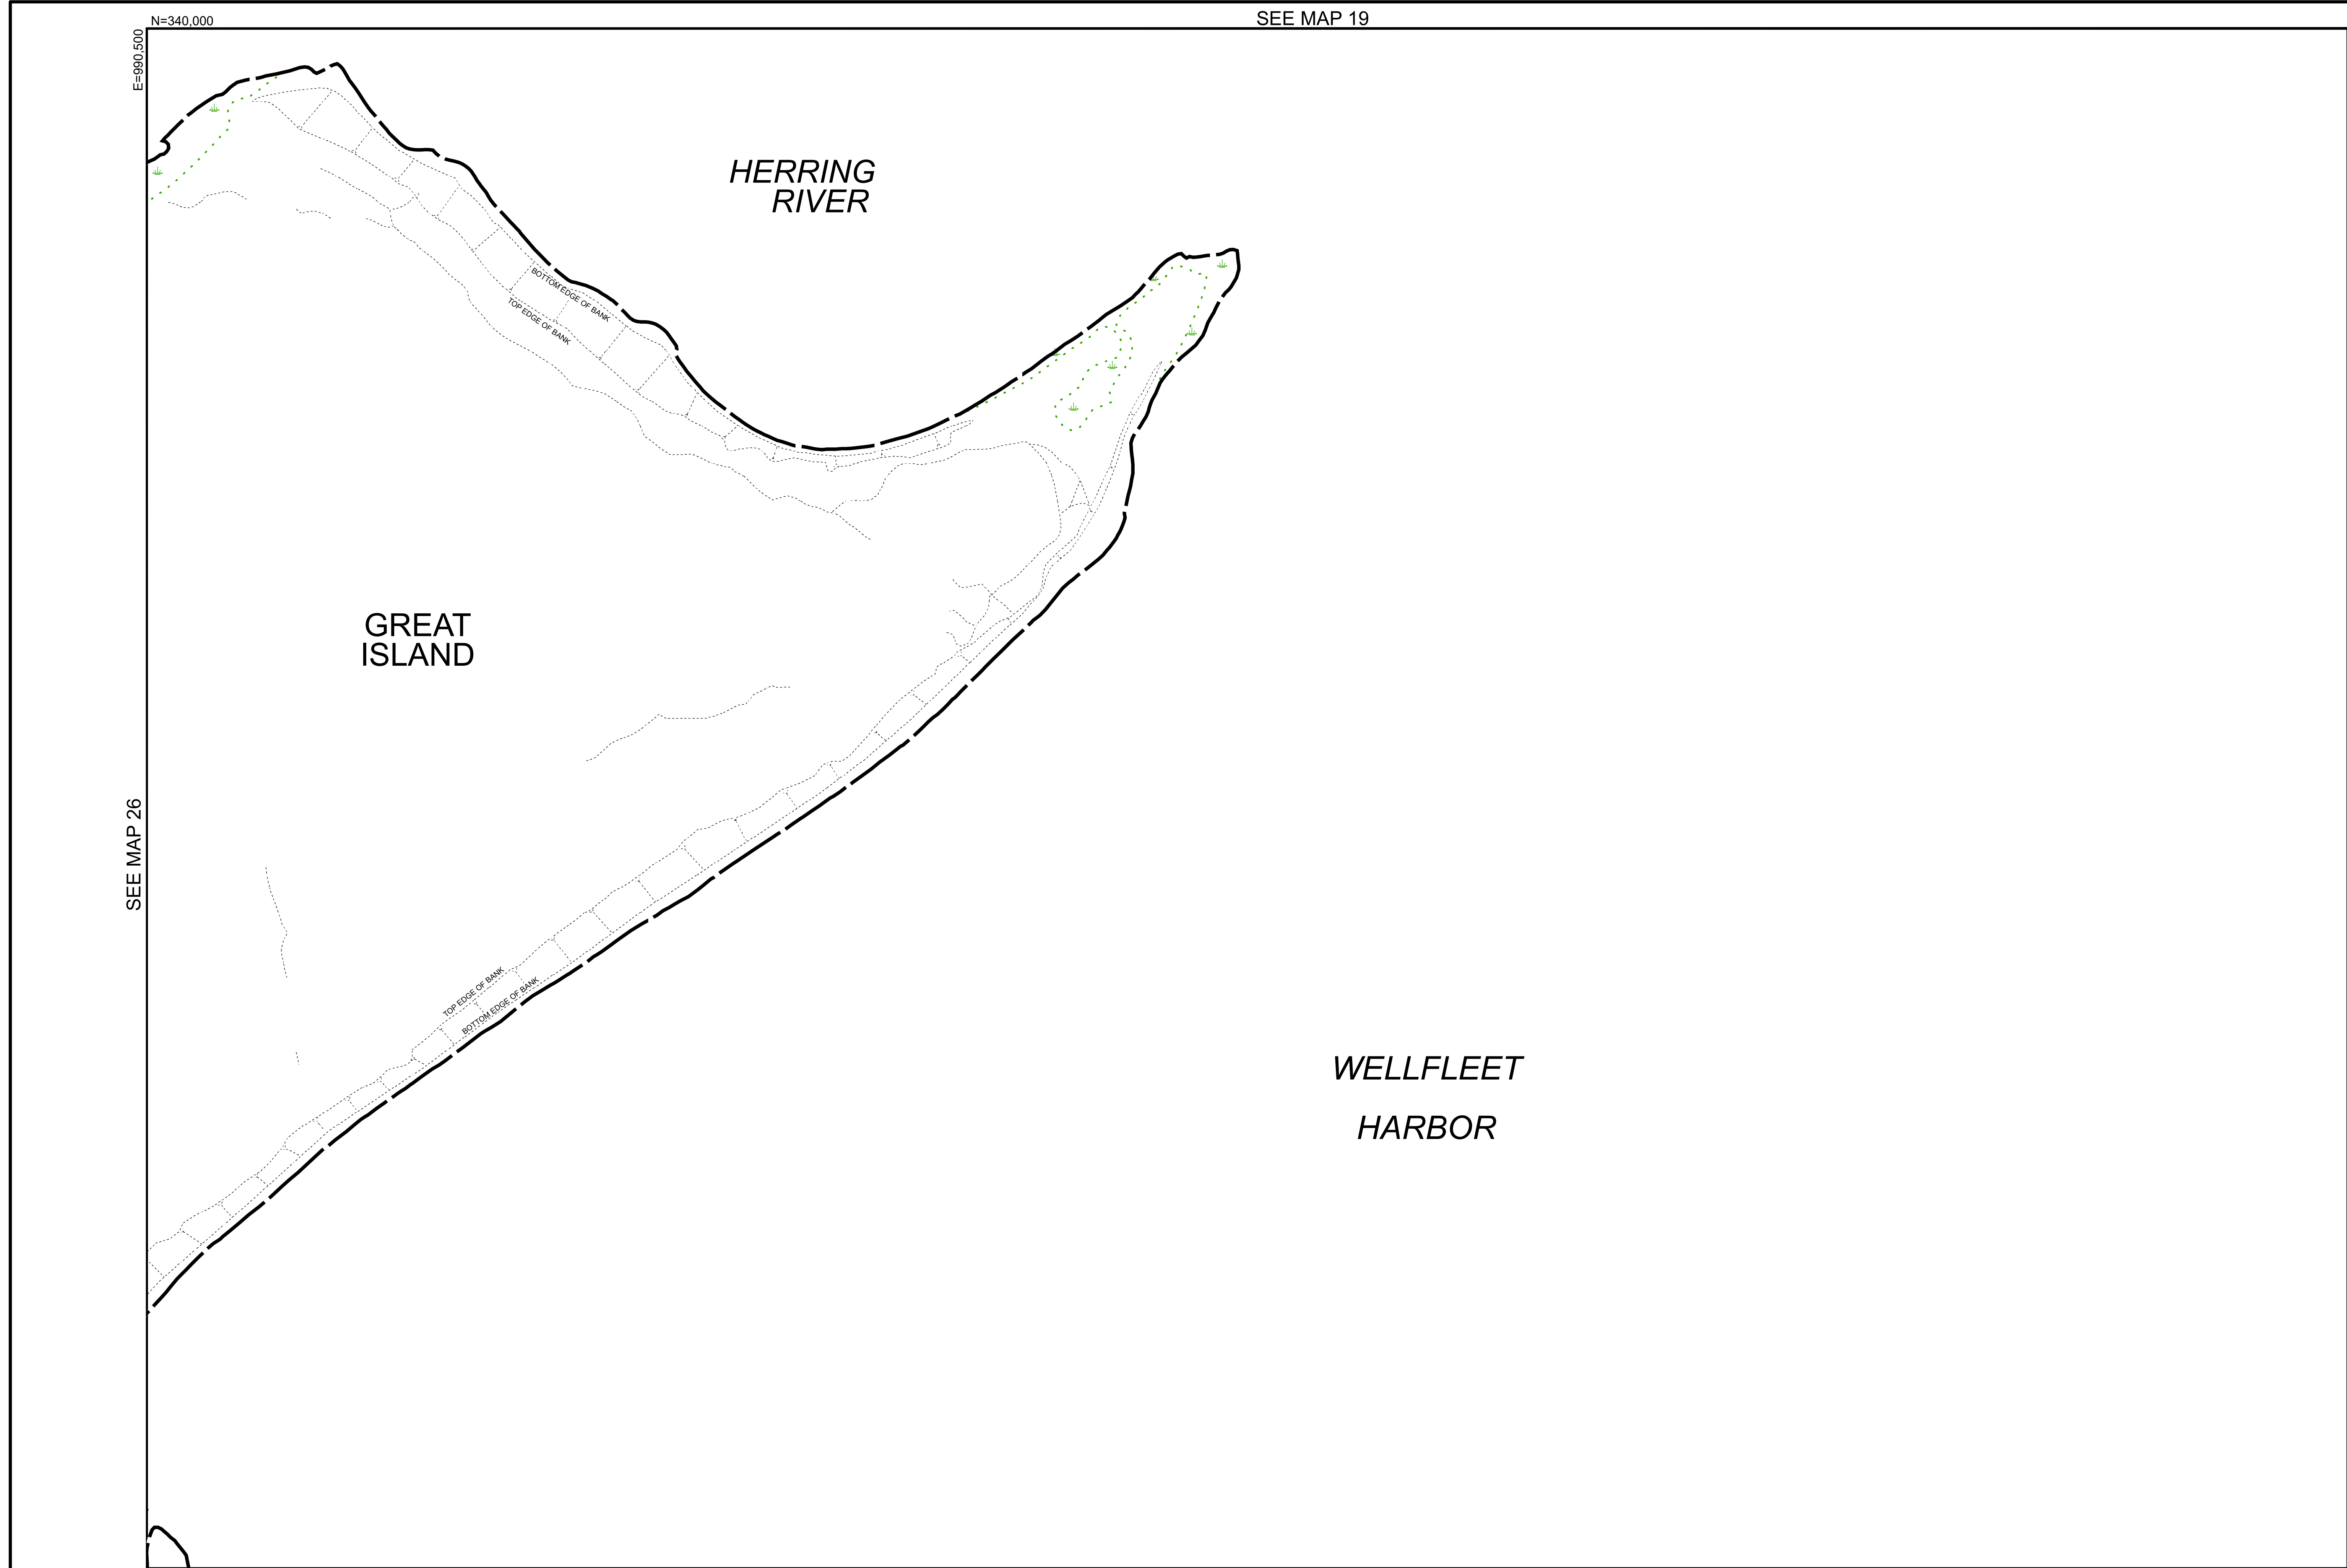 N=340,000
SEE MAP 19
E=990,500
HERRING
RIVER
BOTTOM EDGE OF BANK
TOP EDGE OF BANK
GREAT
ISLAND
SEE MAP 26
TOP EDGE OF BANK
BOTTOM EDGE OF BANK
WELLFLEET
HARBOR